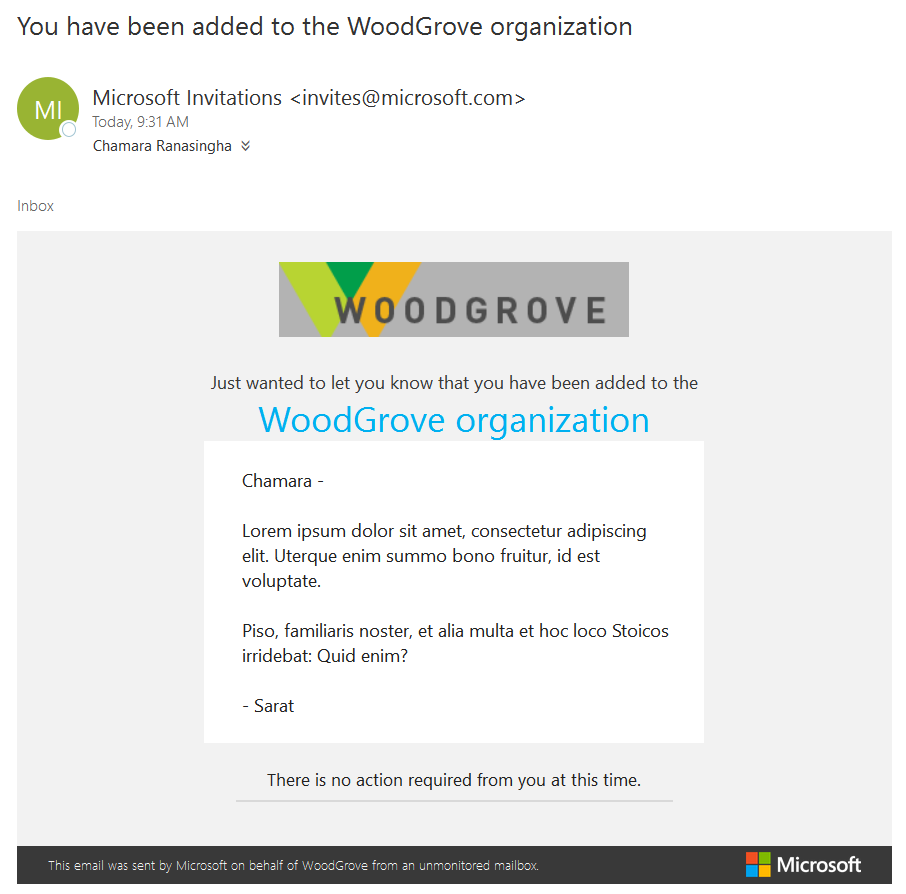 You have been added to the WoodGrove organization
MI
Microsoft Invitations <invites@microsoft.com>
Today, 9:31 AM
Chamara Ranasingha
Inbox
WOODGROVE
Just wanted to let you know that you have been added to the
WoodGrove organization
Chamara -
Lorem ipsum dolor sit amet, consectetur adipiscing
elit. Uterque enim summo bono fruitur, id est
voluptate.
Piso, familiaris noster, et alia multa et hoc loco Stoicos
irridebat: Quid enim?
- Sarat
There is no action required from you at this time.
This email was sent by Microsoft on behalf of WoodGrove from an unmonitored mailbox.
Microsoft